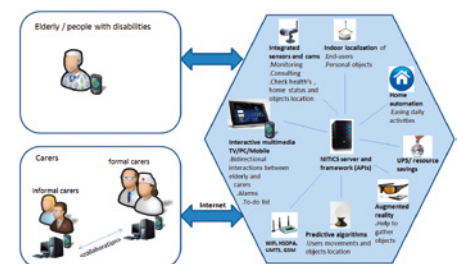 Elderly / people with disabilities
Carers
formal carers
informal carers
<collaboration>
Internet
Integrated
sensors and cams
.Monitoring
.Consulting
.Check health's ,
home status and
objects location
Indoor localization of
.End-users
.Personal objects
Home
automation
.Easing daily
activities
Interactive multimedia
TV/PC/Mobile
.Bidirectional
interactions between
elderly and
carers
.Alarms
.To-do list
NITICS server and
framework (APIs)
UPS/ resource
savings
Augmented
reality
.Help to
gather
objects
WiFi, HSDPA,
UMTS, GSM
Predictive algorithms
.Users movements and
objects location